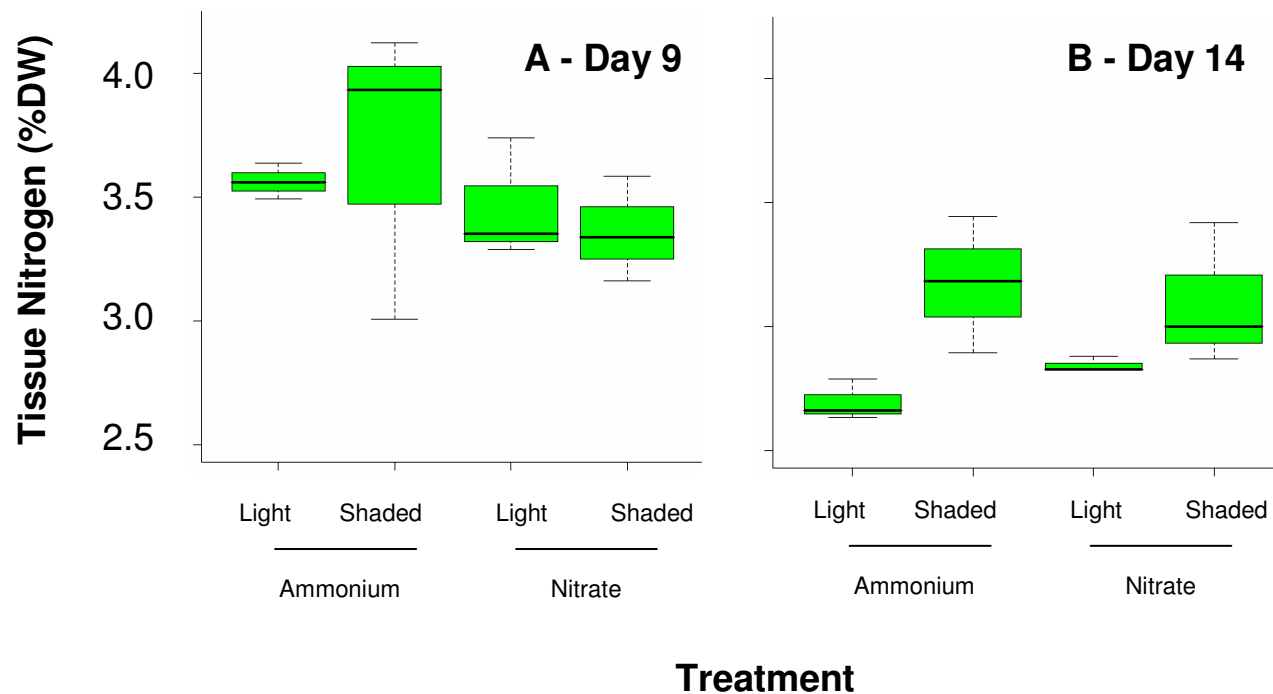 Tissue Nitrogen (%DW)
4.0
3.5
3.0
2.5
A - Day 9
Light Shaded Light Shaded
Ammonium Nitrate
B - Day 14
Light Shaded Light Shaded
Ammonium Nitrate
Treatment